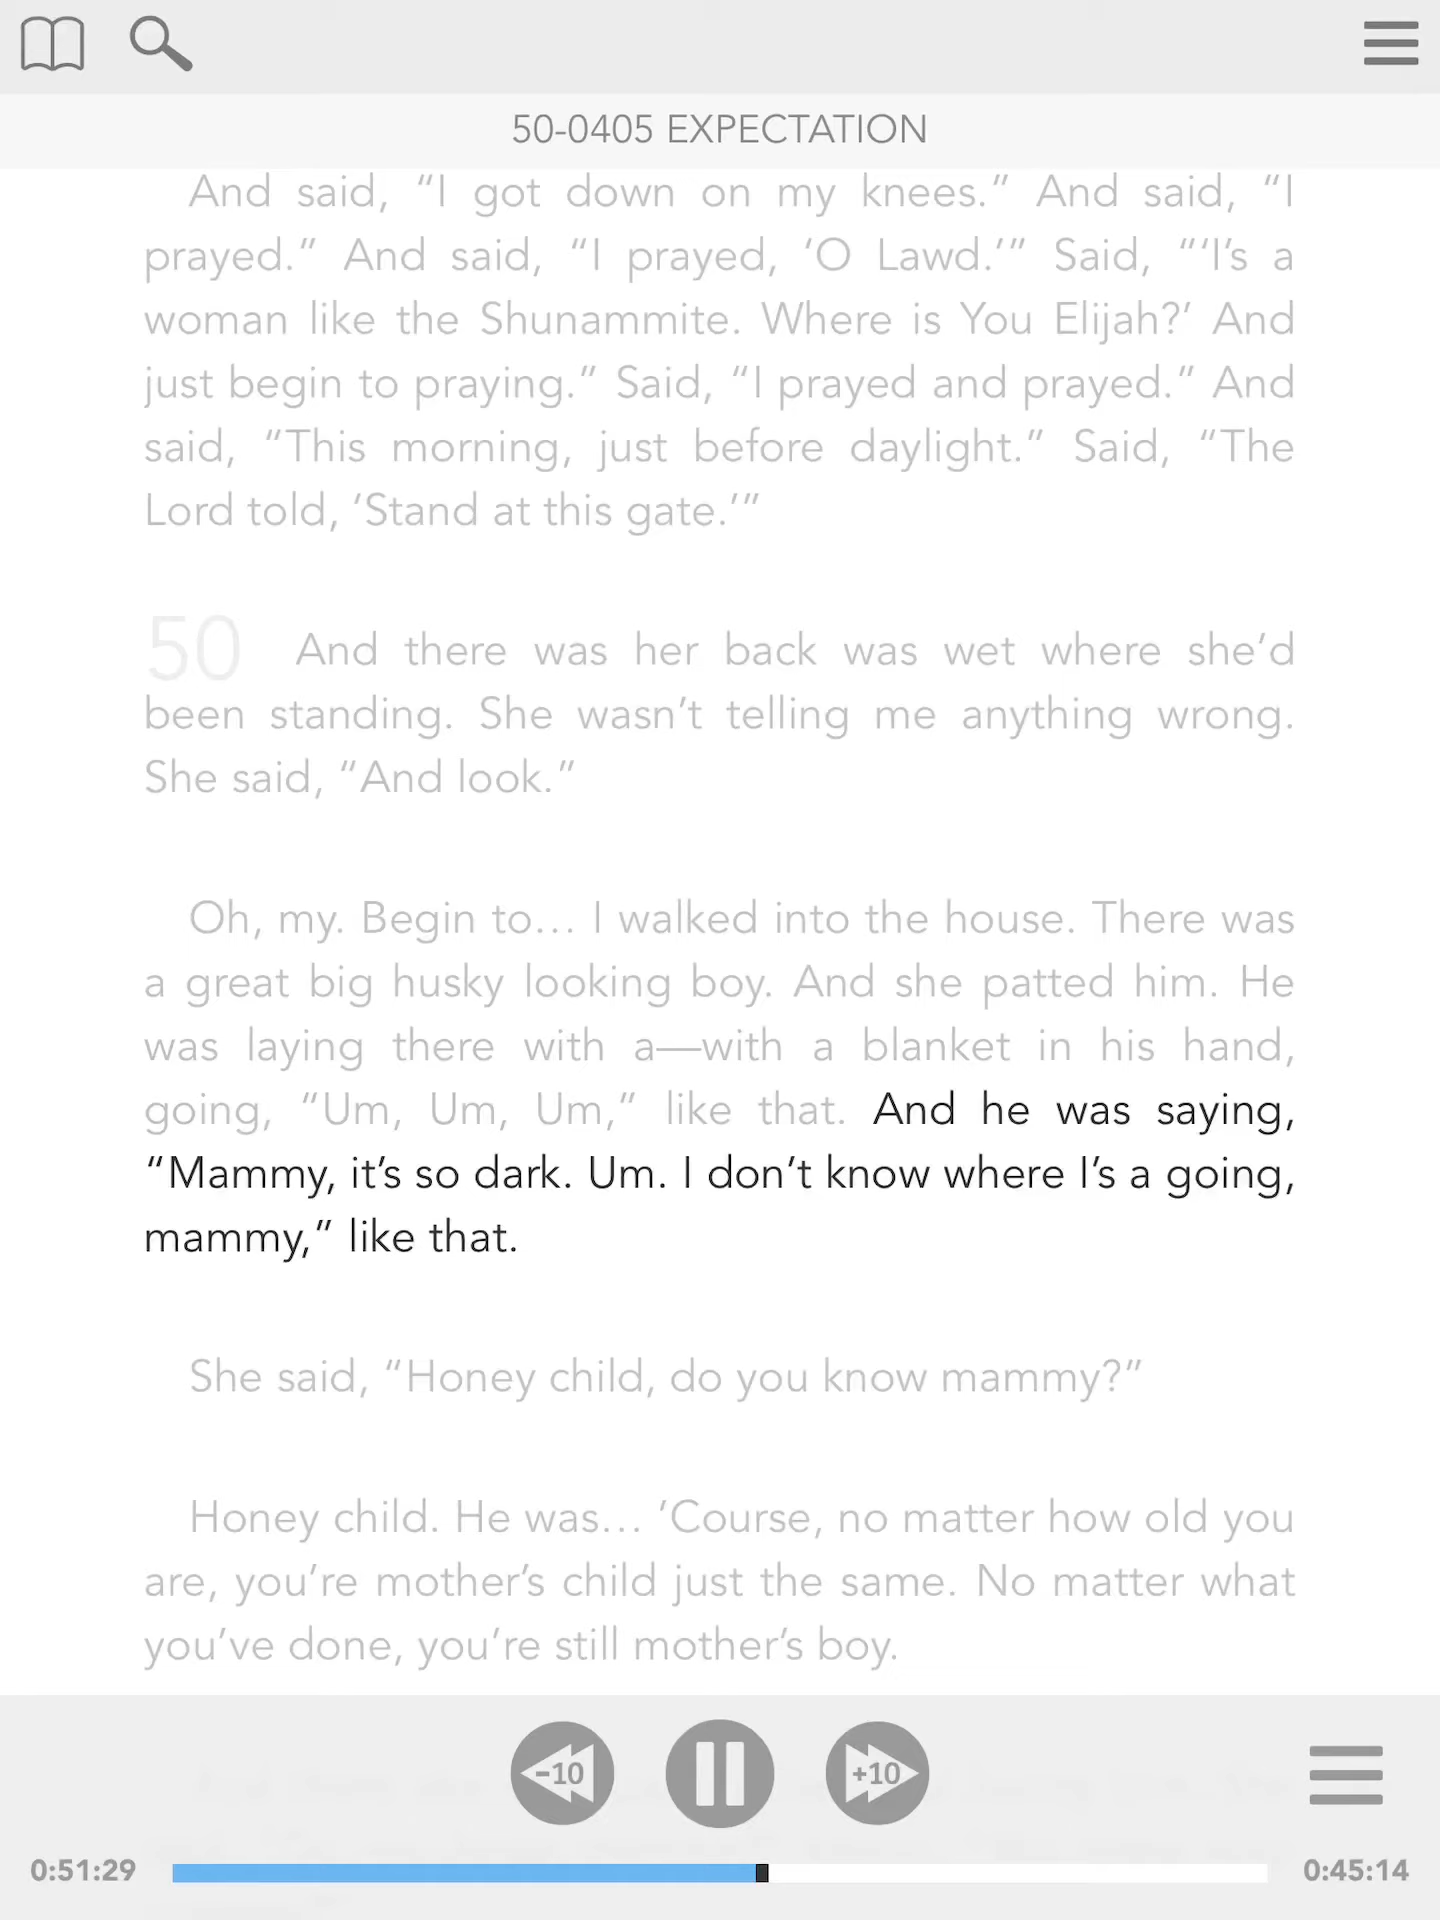 50-0405 EXPECTATION
And said, “I got down on my knees.” And said, “I
prayed.” And said, “I prayed, ‘O Lawd.’” Said, “‘I’s a
woman like the Shunammite. Where is You Elijah?’ And
just begin to praying.” Said, “I prayed and prayed.” And
said, “This morning, just before daylight.” Said, “The
Lord told, ‘Stand at this gate.’”
50 And there was her back was wet where she’d
been standing. She wasn’t telling me anything wrong.
She said, “And look.”
Oh, my. Begin to… I walked into the house. There was
a great big husky looking boy. And she patted him. He
was laying there with a—with a blanket in his hand,
going, “Um, Um, Um,” like that. And he was saying,
“Mammy, it’s so dark. Um. I don’t know where I’s a going,
mammy,” like that.
She said, “Honey child, do you know mammy?”
Honey child. He was… ’Course, no matter how old you
are, you’re mother’s child just the same. No matter what
you’ve done, you’re still mother’s boy.
-10 +10
0:51:29 0:45:14